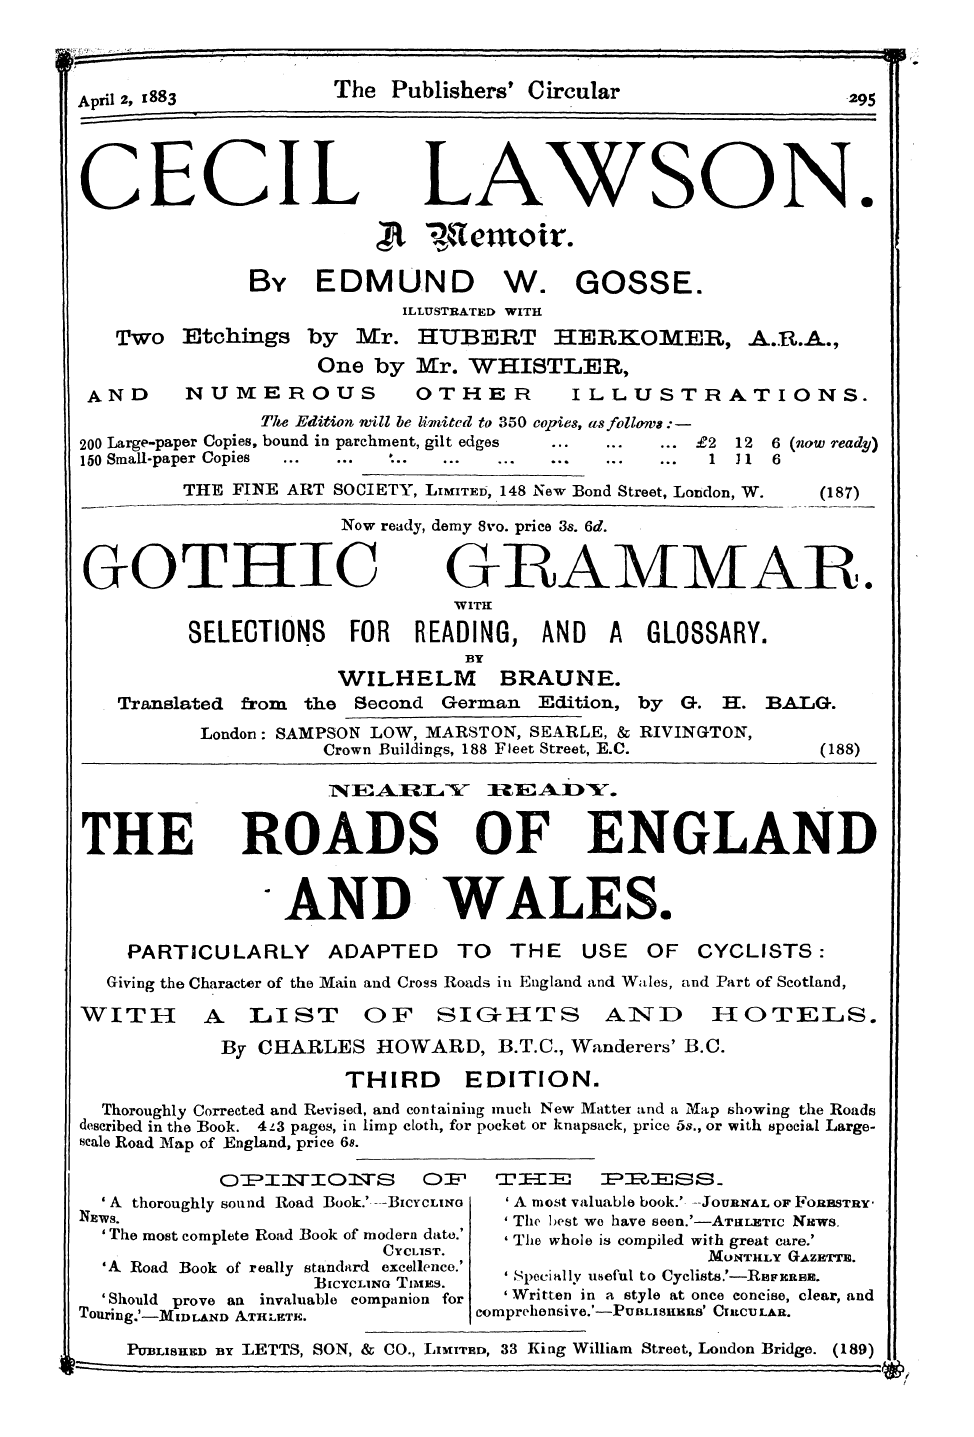 April 2, 1883 The Publishers' Circular 295
CECIL LAWSON.
A Memoir.
By EDMUND W. GOSSE.
ILLUSTRATED WITH
Two Etchings by Mr. HUBERT HERKOMER, A.R.A.,
One by Mr. WHISTLER,
AND NUMEROUS OTHER ILLUSTRATIONS.
The Edition will be limited to 350 copies, as follows:—
200 Large-paper Copies, bound in parchment, gilt edges ... ... ... £2 12 6 (now ready)
150 Small-paper Copies ... ... ... ... ... ... ... ... 1 11 6
THE FINE ART SOCIETY, LIMITED, 148 New Bond Street, London, W. (187)
Now ready, demy 8vo. price 3s. 6d.
GOTHIC GRAMMAR.
WITH
SELECTIONS FOR READING, AND A GLOSSARY.
BY
WILHELM BRAUNE.
Translated from the Second German Edition, by G. H. BALG.
London: SAMPSON LOW, MARSTON, SEARLE, & RIVINGTON,
Crown Buildings, 188 Fleet Street, E.C. (188)
NEARLY READY.
THE ROADS OF ENGLAND
AND WALES.
PARTICULARLY ADAPTED TO THE USE OF CYCLISTS:
Giving the Character of the Main and Cross Roads in England and Wales, and Part of Scotland,
WITH A LIST OF SIGHTS AND HOTELS.
By CHARLES HOWARD, B.T.C., Wanderers' B.C.
THIRD EDITION.
Thoroughly Corrected and Revised, and containing much New Matter and a Map showing the Roads
described in the Book. pages, in limp cloth, for pocket or knapsack, price 5s., or with special Large-
scale Road Map of England, price 6s.
OPINIONS OF THE PRESS.
'A thoroughly sound Road Book.'—BICYCLING
NEWS.
'The most complete Road Book of modern date.'
CYCLIST.
'A Road Book of really standard excellence.'
BICYCLING TIMES.
'Should prove an invaluable companion for
Touring.'—MIDLAND ATHLETE.
'A most valuable book.'—JOURNAL OF FORESTRY.
'The best we have seen.'—ATHLETIC NEWS.
'The whole is compiled with great care.'
MONTHLY GAZETTE.
'Specially useful to Cyclists.'—REFEREE.
'Written in a style at once concise, clear, and
comprehensive.'—PUBLISHERS' CIRCULAR.
PUBLISHED BY LETTS, SON, & CO., LIMITED, 33 King William Street, London Bridge. (189)